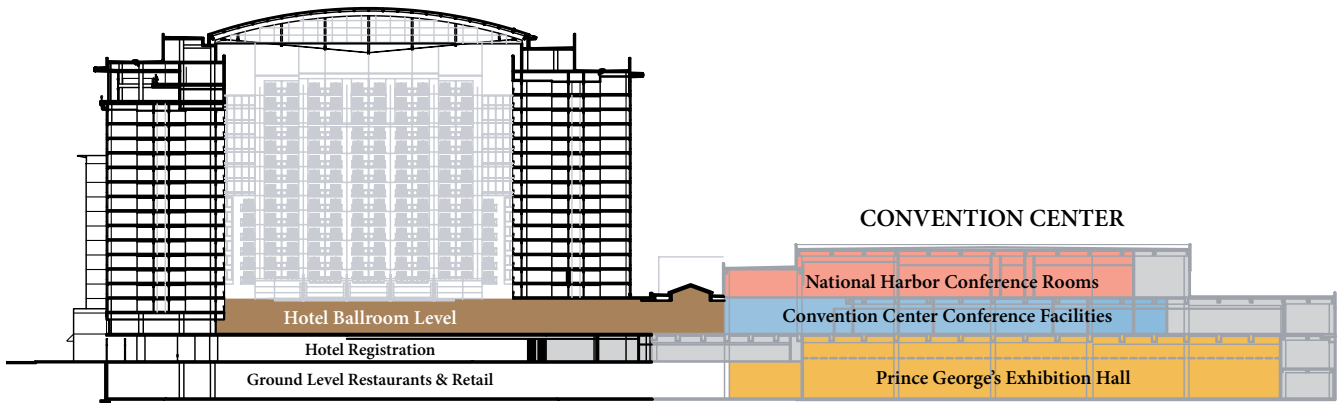 CONVENTION CENTER
National Harbor Conference Rooms
Hotel Ballroom Level
Convention Center Conference Facilities
Hotel Registration
Ground Level Restaurants & Retail
Prince George's Exhibition Hall